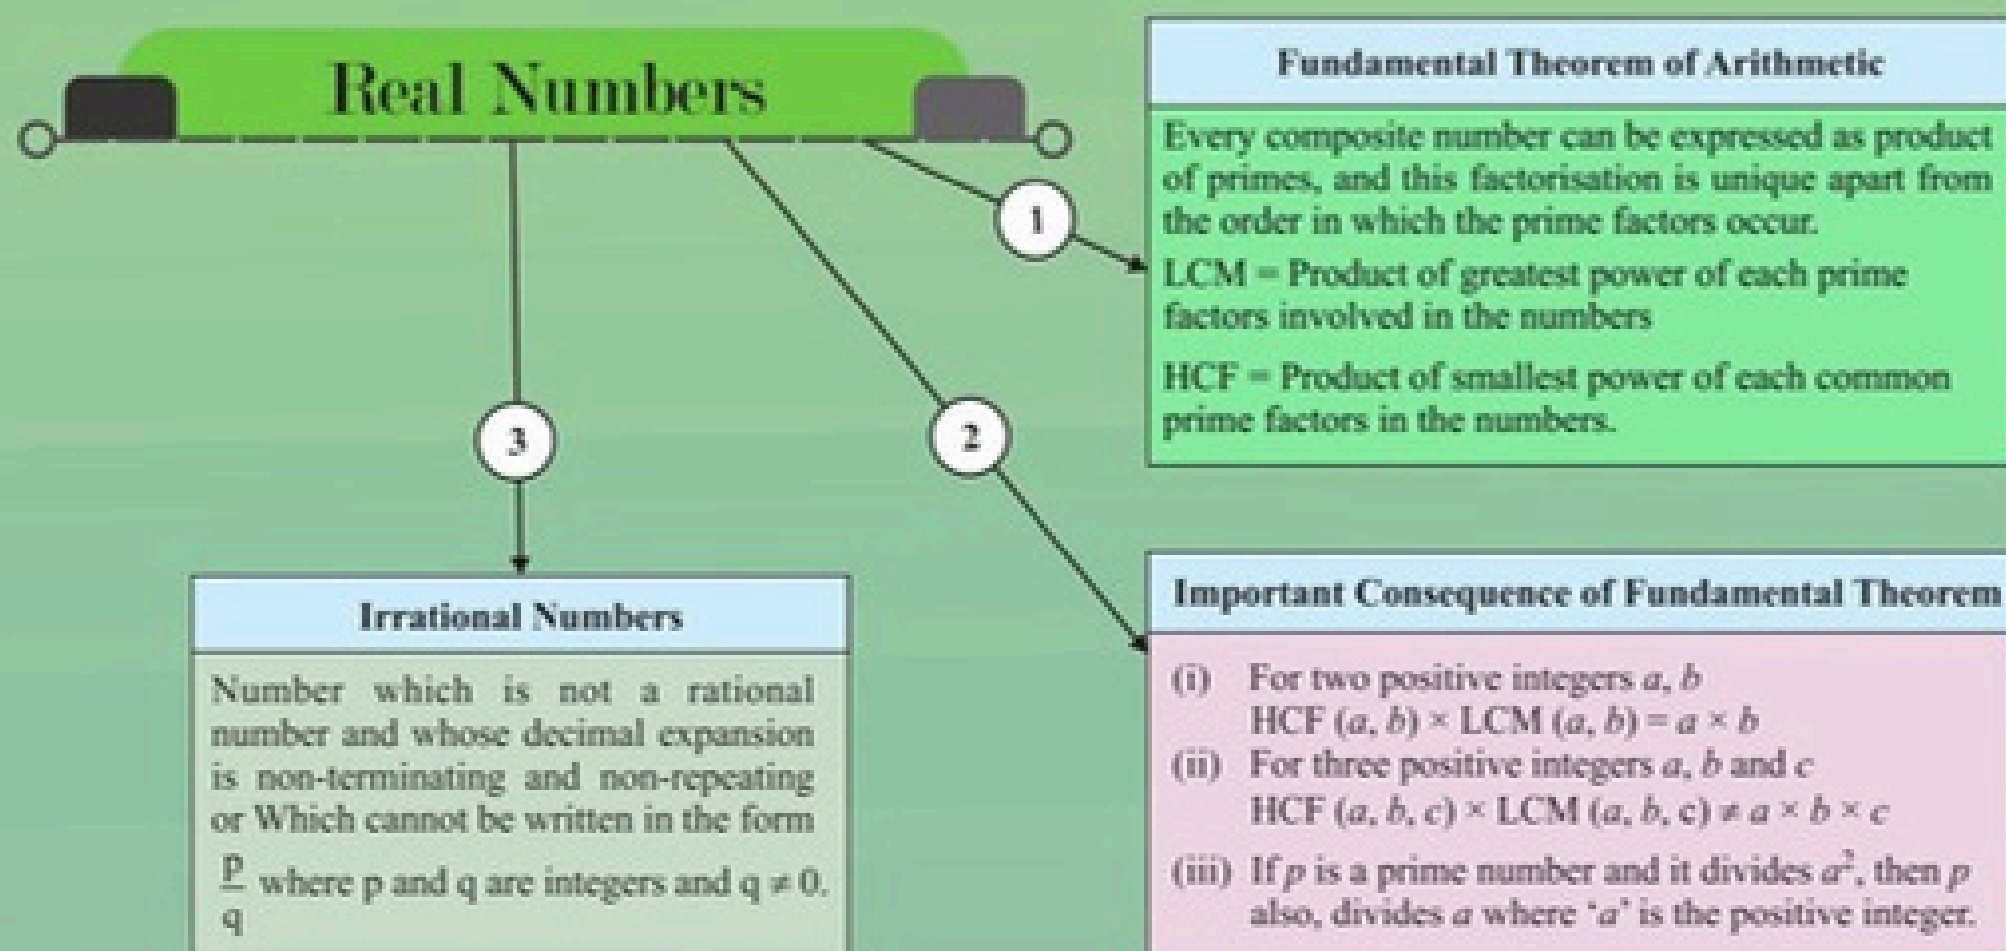 Real Numbers
1
Fundamental Theorem of Arithmetic
Every composite number can be expressed as product
of primes, and this factorisation is unique apart from
the order in which the prime factors occur.
LCM = Product of greatest power of each prime
factors involved in the numbers
HCF = Product of smallest power of each common
prime factors in the numbers.
2
Important Consequence of Fundamental Theorem
(i) For two positive integers a, b
HCF (a, b) × LCM (a, b) = a × b
(ii) For three positive integers a, b and c
HCF (a, b, c) × LCM (a, b, c) ≠ a × b × c
(iii) If p is a prime number and it divides a², then p
also, divides a where ‘a’ is the positive integer.
3
Irrational Numbers
Number which is not a rational
number and whose decimal expansion
is non-terminating and non-repeating
or Which cannot be written in the form
p/q where p and q are integers and q ≠ 0.